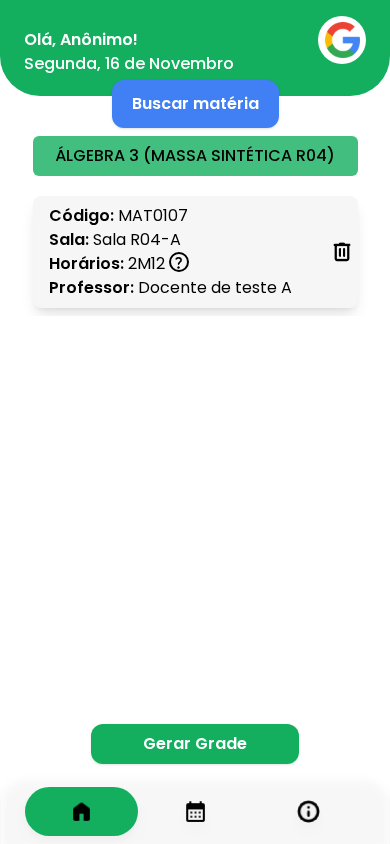 Olá, Anônimo!
Segunda, 16 de Novembro
Buscar matéria
ÁLGEBRA 3 (MASSA SINTÉTICA R04)
Código: MAT0107
Sala: Sala R04-A
Horários: 2M12
Professor: Docente de teste A
Gerar Grade